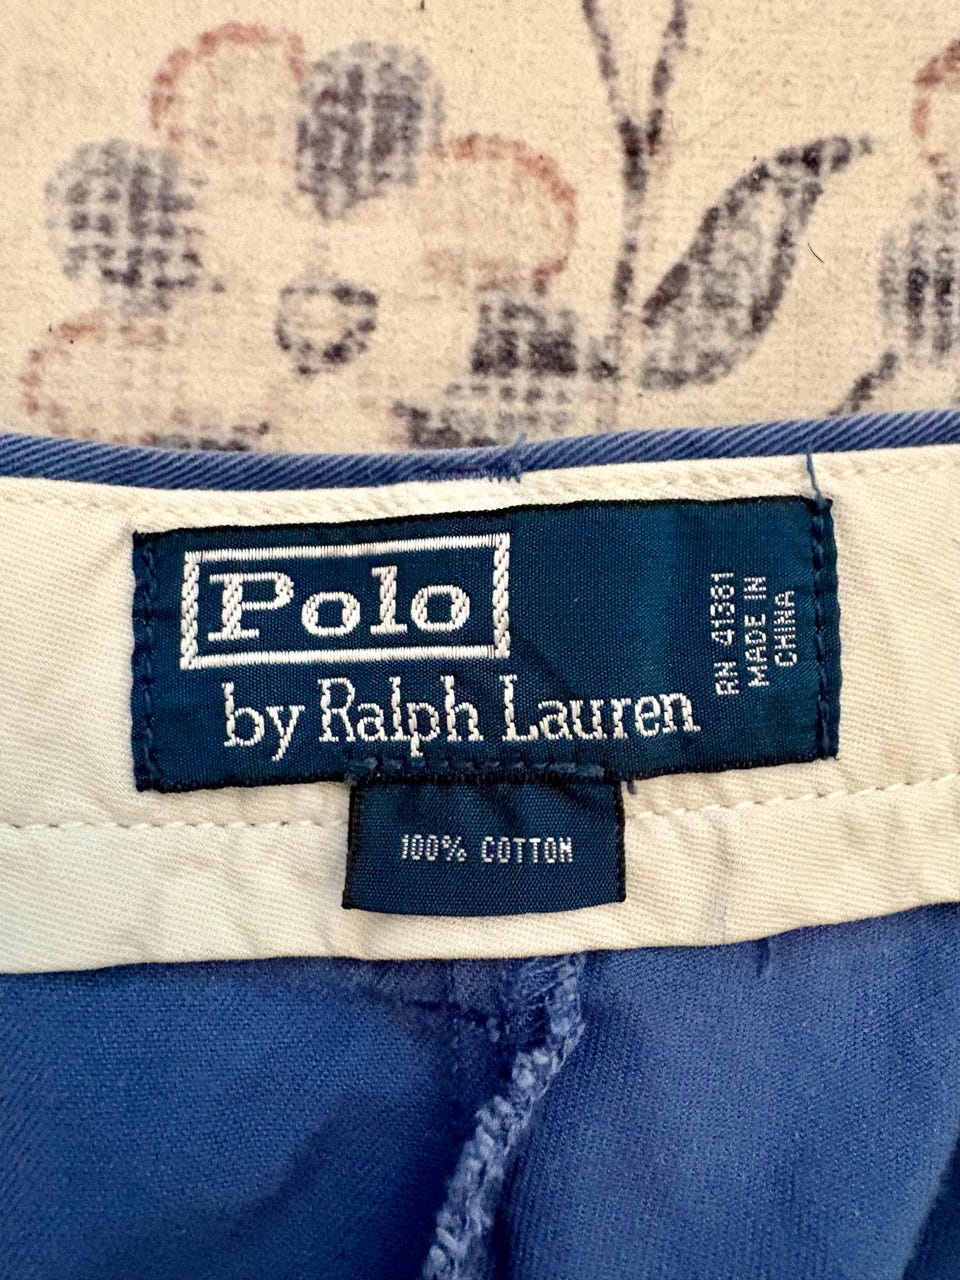 Polo
by Ralph Lauren
RN 41381
MADE IN
CHINA
100% COTTON